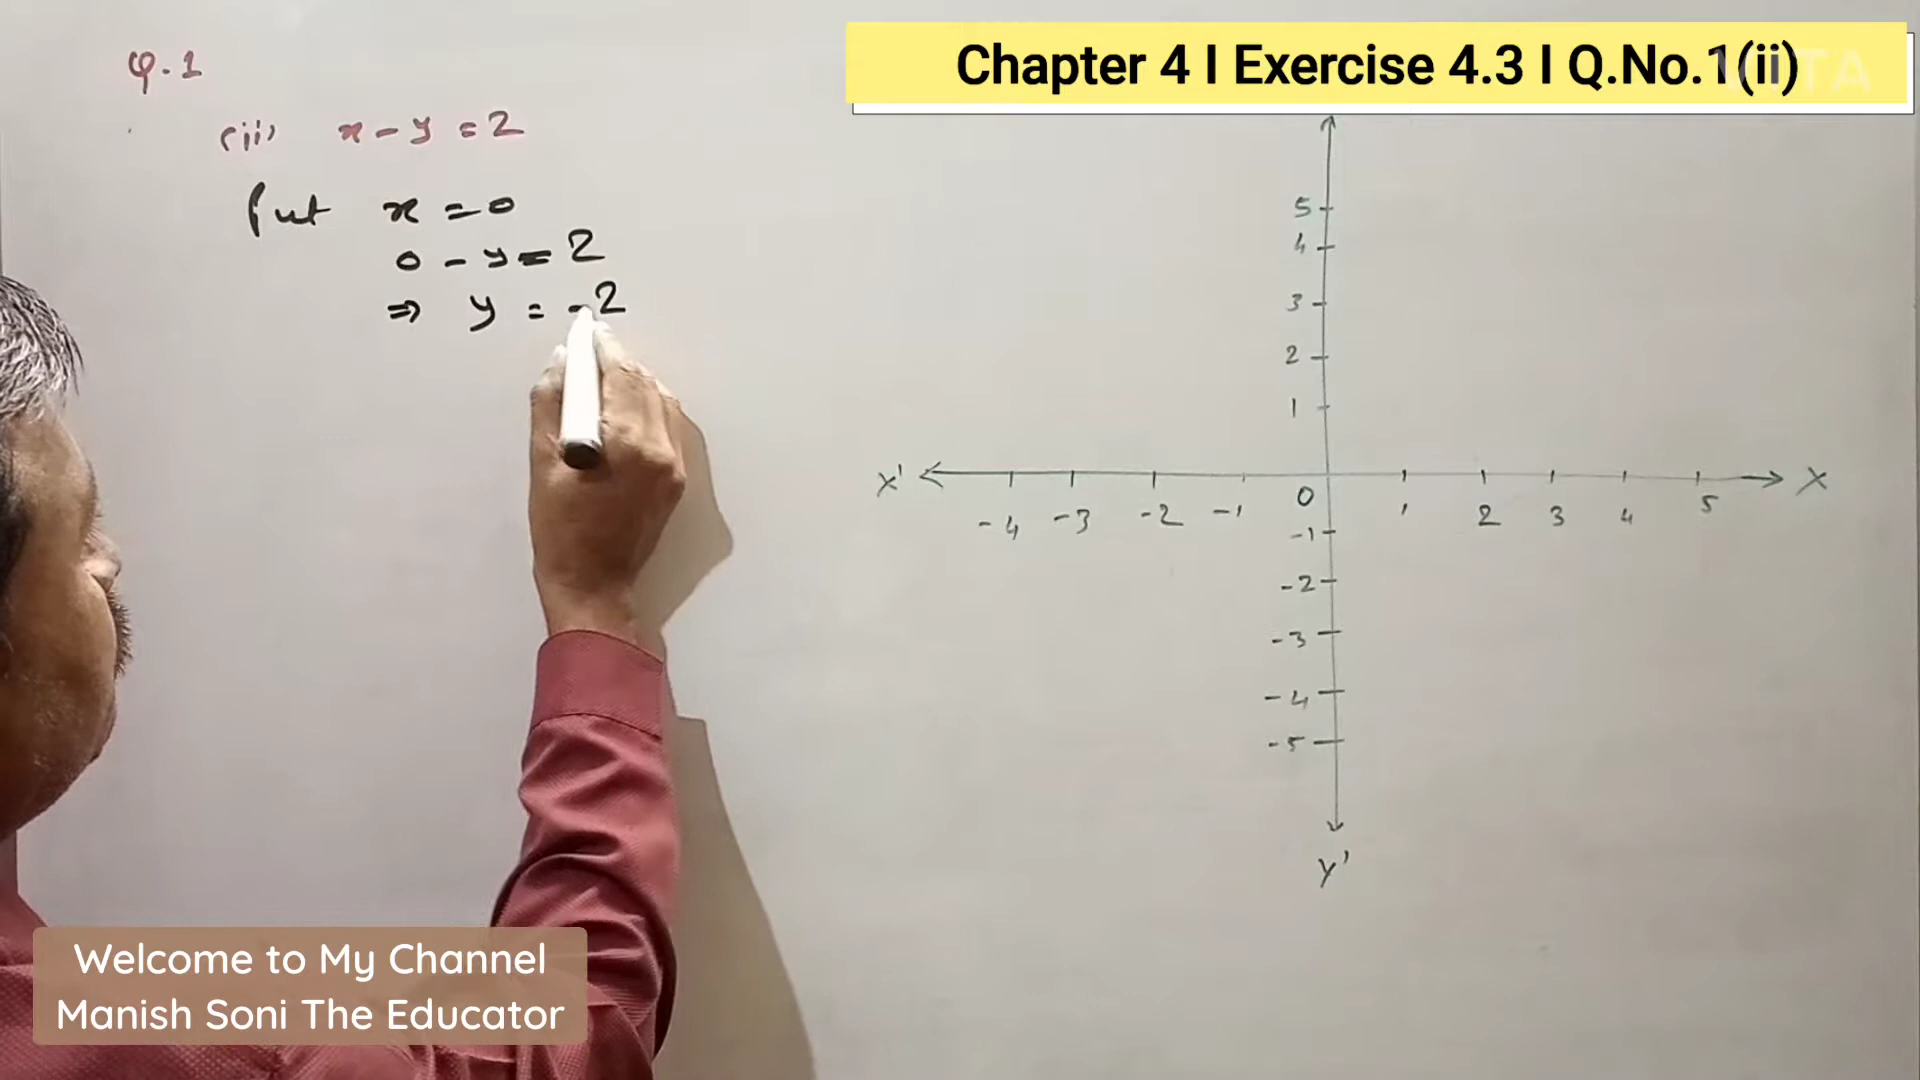 Chapter 4 I Exercise 4.3 I Q.No.1(ii)
Q.1
(ii) x - y = 2
Put x = 0
0 - y = 2
⇒ y = -2
5
4
3
2
1
X' X
-4 -3 -2 -1 0 1 2 3 4 5
-1
-2
-3
-4
-5
Y'
Welcome to My Channel
Manish Soni The Educator